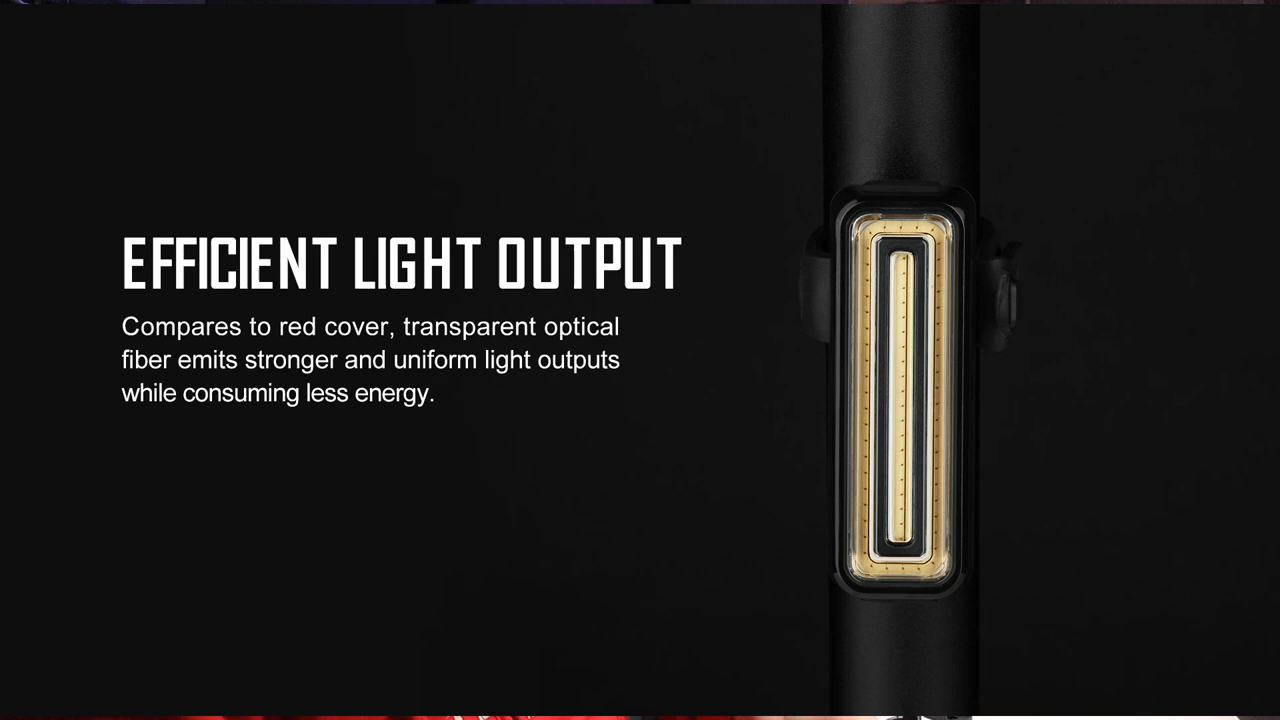 EFFICIENT LIGHT OUTPUT
Compares to red cover, transparent optical
fiber emits stronger and uniform light outputs
while consuming less energy.